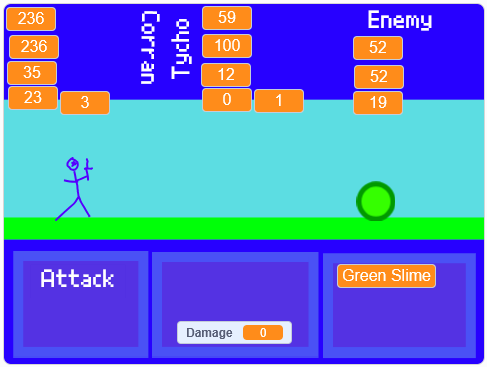 236
236
35
23
3
Corran
Tycho
59
100
12
0
1
Enemy
52
52
19
Attack
Damage 0
Green Slime